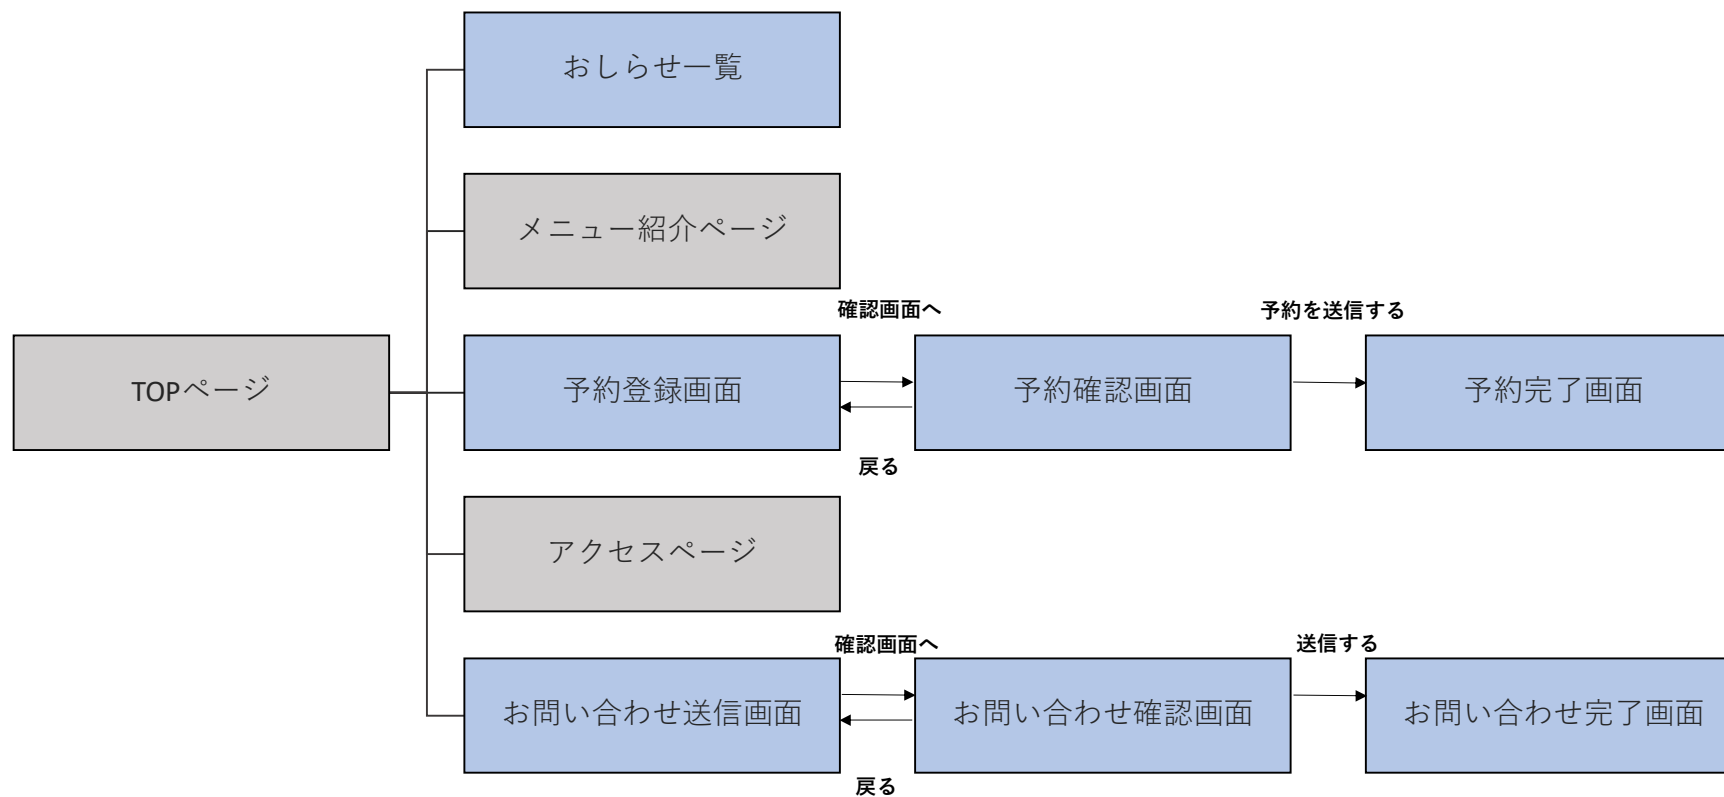 おしらせ一覧
メニュー紹介ページ
確認画面へ
予約を送信する
TOPページ
予約登録画面
予約確認画面
予約完了画面
戻る
アクセスページ
確認画面へ
送信する
お問い合わせ送信画面
お問い合わせ確認画面
お問い合わせ完了画面
戻る